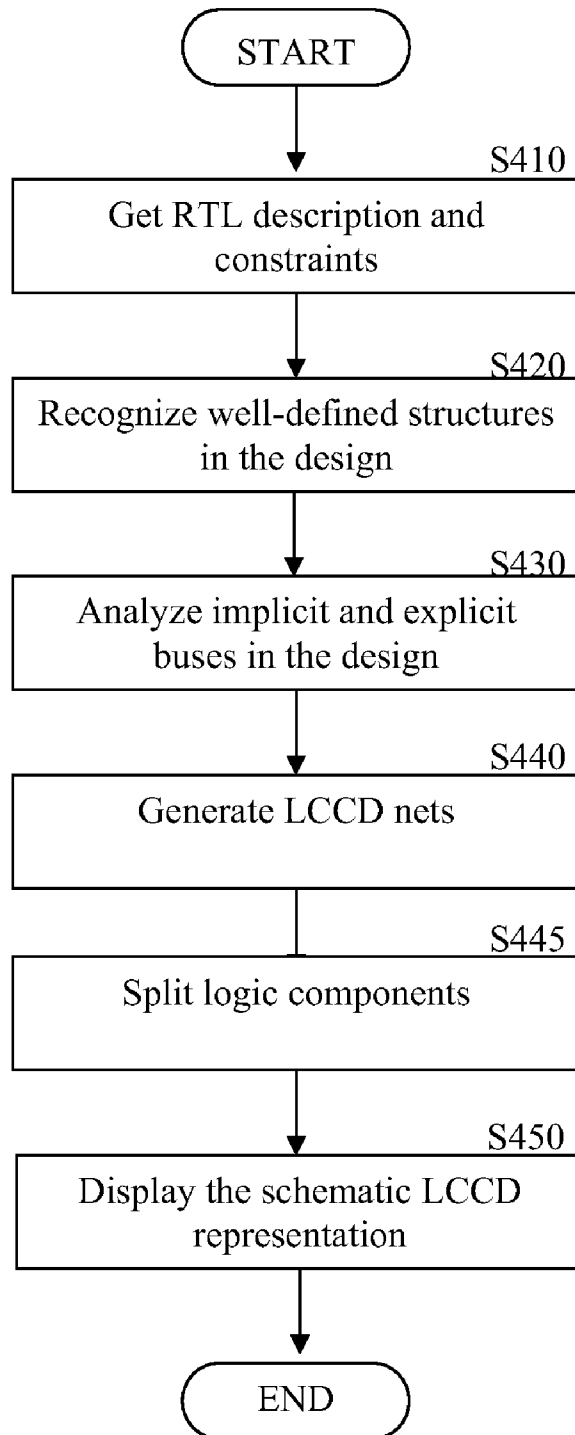 START
S410
Get RTL description and
constraints
S420
Recognize well-defined structures
in the design
S430
Analyze implicit and explicit
buses in the design
S440
Generate LCCD nets
S445
Split logic components
S450
Display the schematic LCCD
representation
END